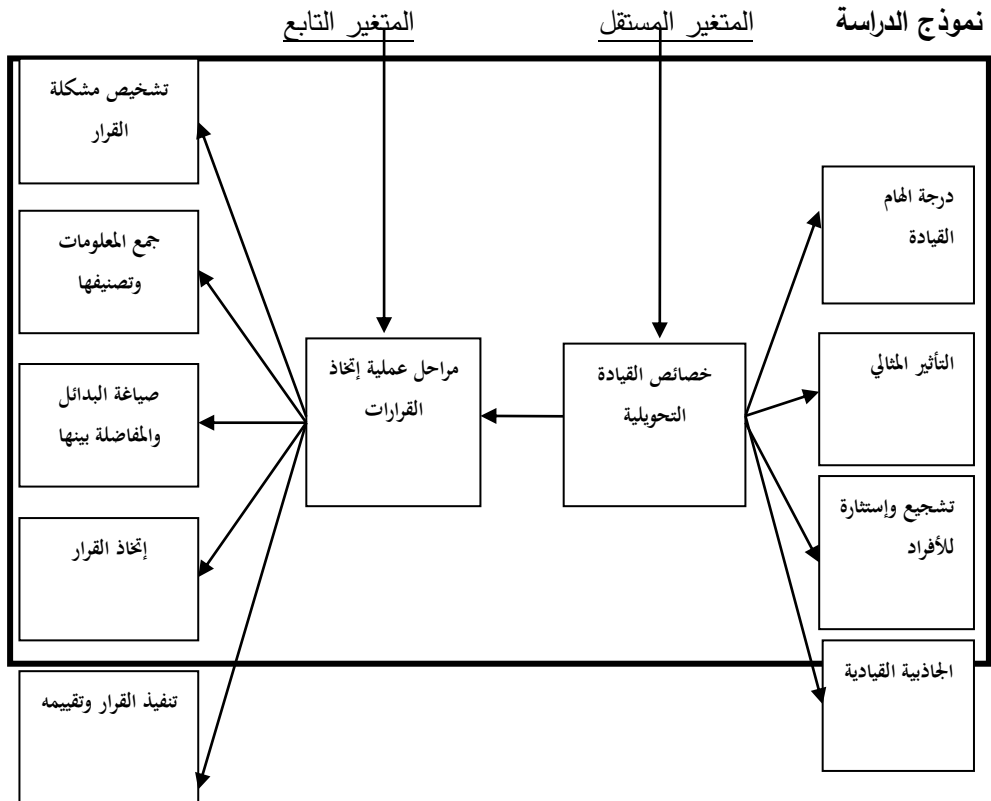 نموذج الدراسة
المتغير المستقل
المتغير التابع
درجة الهام
القيادة
التأثير المثالي
تشجيع وإستثارة
للأفراد
الجاذبية القيادية
خصائص القيادة
التحويلية
مراحل عملية إتخاذ
القرارات
تشخيص مشكلة
القرار
جمع المعلومات
وتصنيفها
صياغة البدائل
والمفاضلة بينها
إتخاذ القرار
تنفيذ القرار وتقييمه